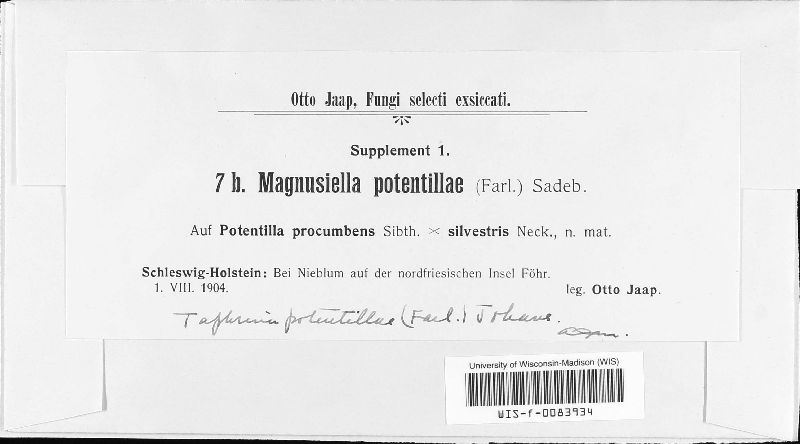 Otto Jaap, Fungi selecti exsiccati.
Supplement 1.
7 b. Magnusiella potentillae (Farl.) Sadeb.
Auf Potentilla procumbens Sibth. × silvestris Neck., n. mat.
Schleswig-Holstein: Bei Nieblum auf der nordfriesischen Insel Föhr.
1. VIII. 1904. leg. Otto Jaap.
Taphrina potentillae (Farl.) Johans.
University of Wisconsin-Madison (WIS)
WIS-f-0083934